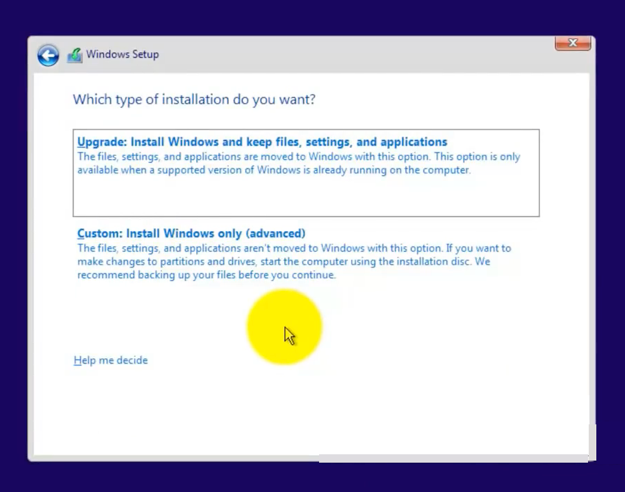 Windows Setup
Which type of installation do you want?
Upgrade: Install Windows and keep files, settings, and applications
The files, settings, and applications are moved to Windows with this option. This option is only
available when a supported version of Windows is already running on the computer.
Custom: Install Windows only (advanced)
The files, settings, and applications aren't moved to Windows with this option. If you want to
make changes to partitions and drives, start the computer using the installation disc. We
recommend backing up your files before you continue.
Help me decide